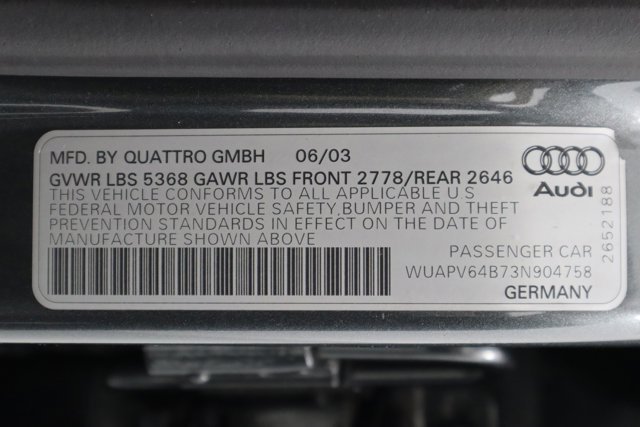 MFD. BY QUATTRO GMBH 06/03
GVWR LBS 5368 GAWR LBS FRONT 2778/REAR 2646
THIS VEHICLE CONFORMS TO ALL APPLICABLE U S
FEDERAL MOTOR VEHICLE SAFETY,BUMPER AND THEFT
PREVENTION STANDARDS IN EFFECT ON THE DATE OF
MANUFACTURE SHOWN ABOVE
PASSENGER CAR
WUAPV64B73N904758
GERMANY
Audi
2652188